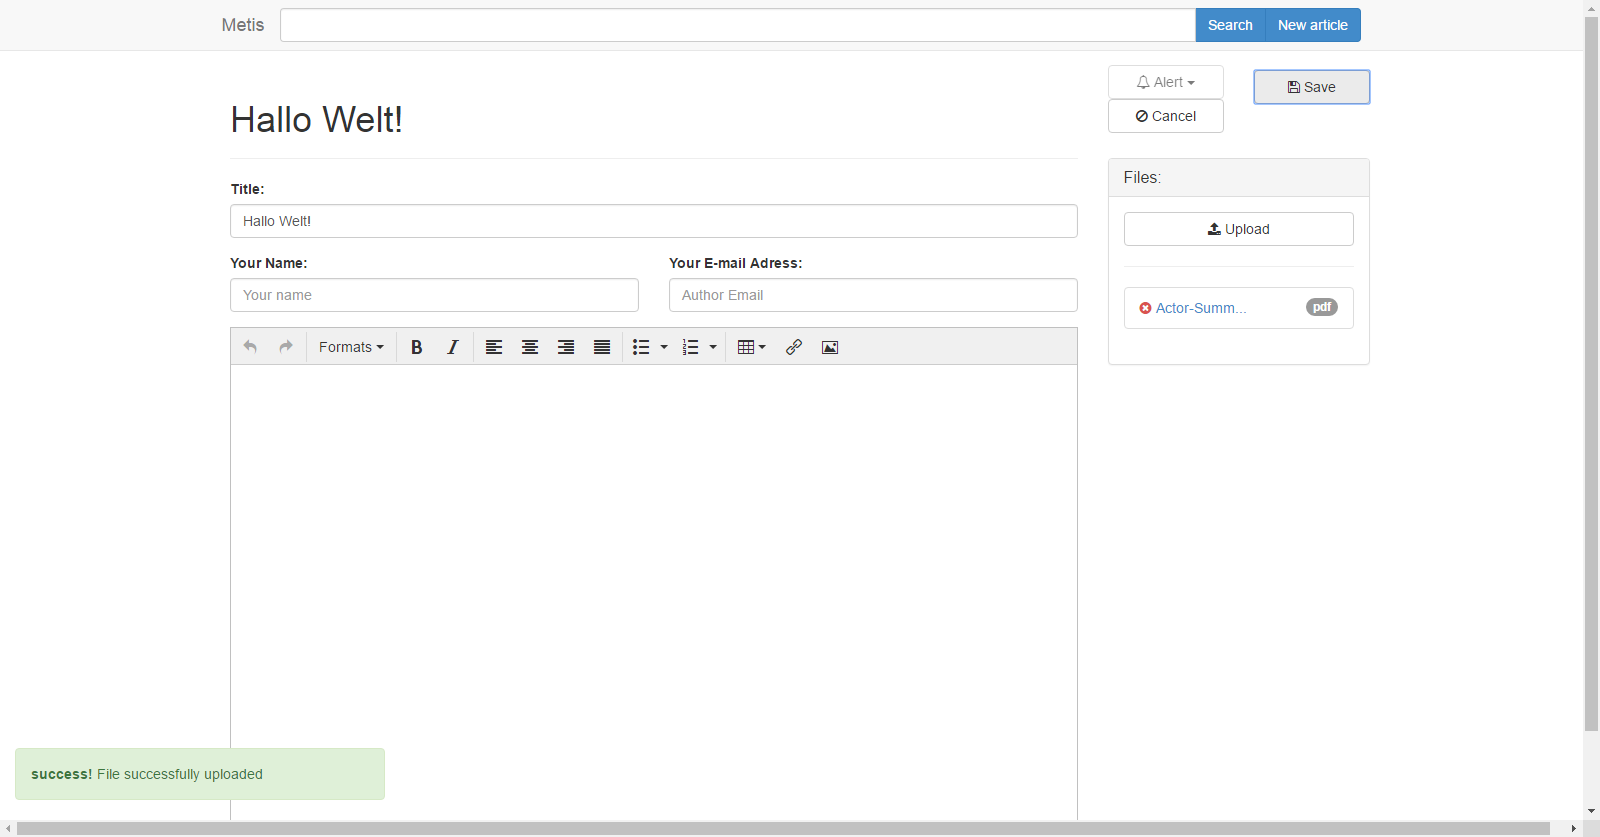 Metis
Search
New article
Alert
Save
Cancel
Hallo Welt!
Files:
Title:
Hallo Welt!
Upload
Your Name:
Your E-mail Adress:
Your name
Author Email
Actor-Summ...
pdf
Formats
B
I
success! File successfully uploaded